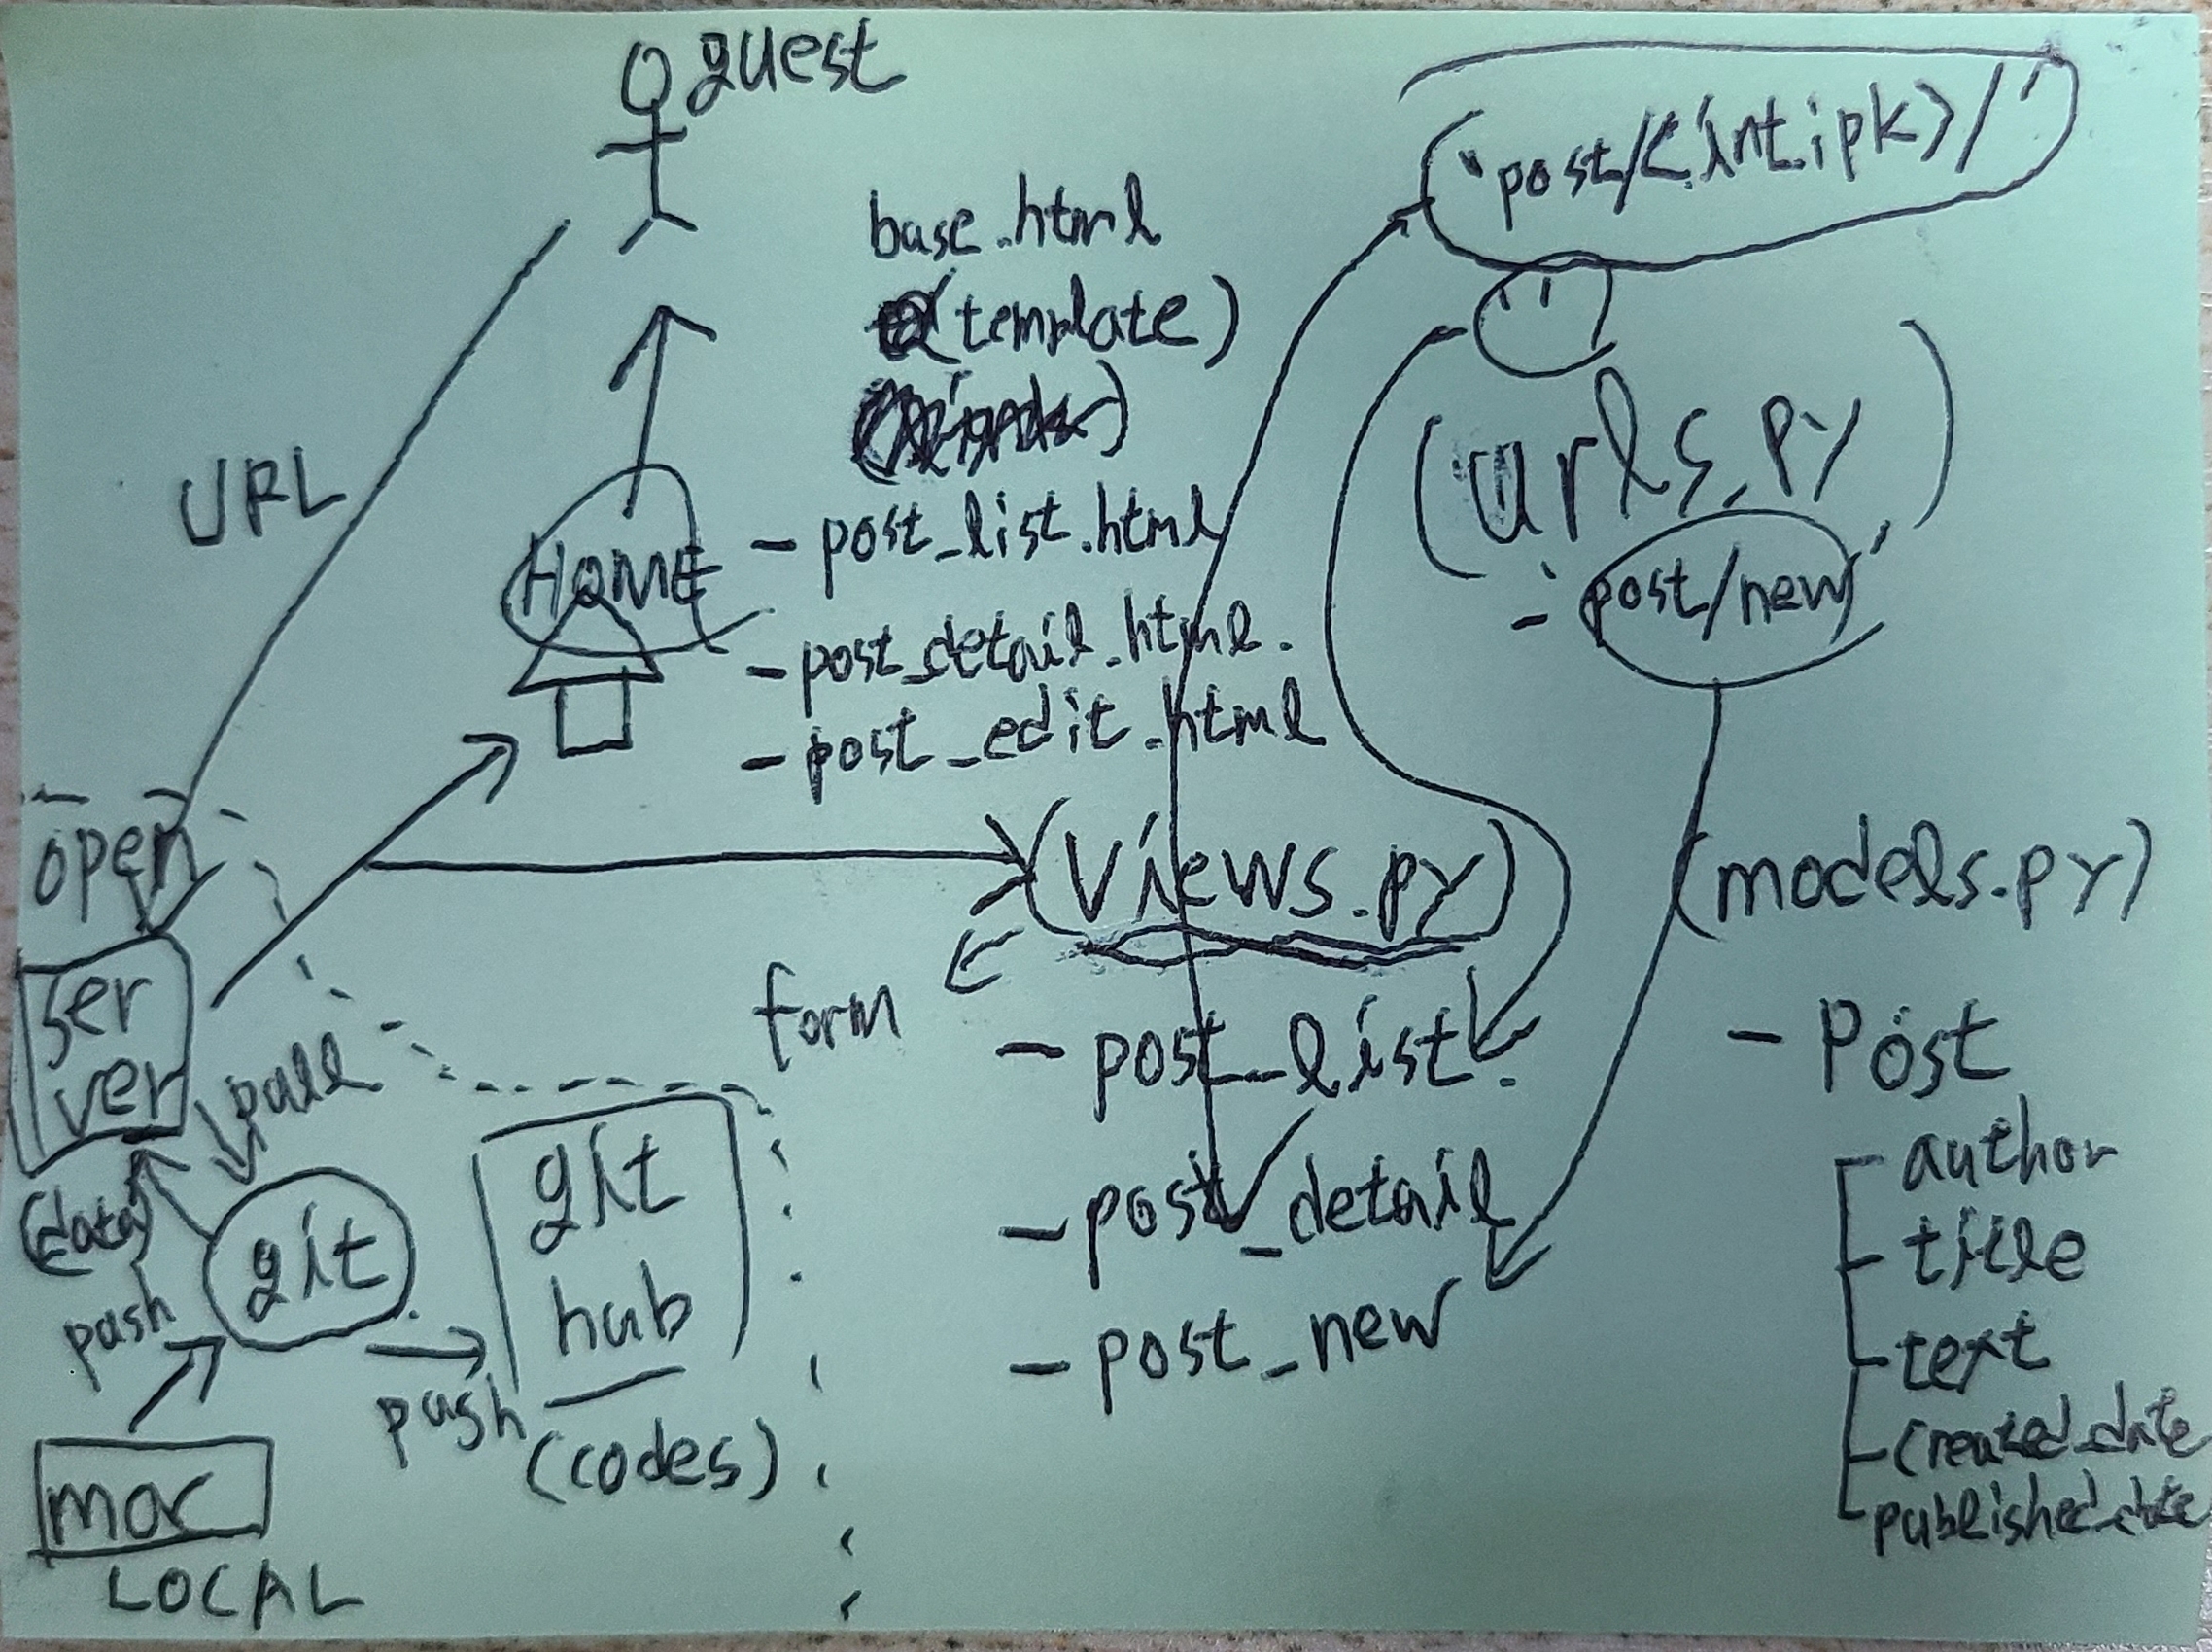 guest
URL
HOME
base.html
(template)
- post_list.html
- post_detail.html.
- post_edit.html
"post/<int:pk>/'
''
(urls.py)
- 'post/new'
open
ser
ver
pull
(data)
push
git
push
git
hub
(codes)
mac
LOCAL
(views.py)
form
- post_list.
- post_detail
- post_new
(models.py)
- Post
author
title
text
created_date
published_date